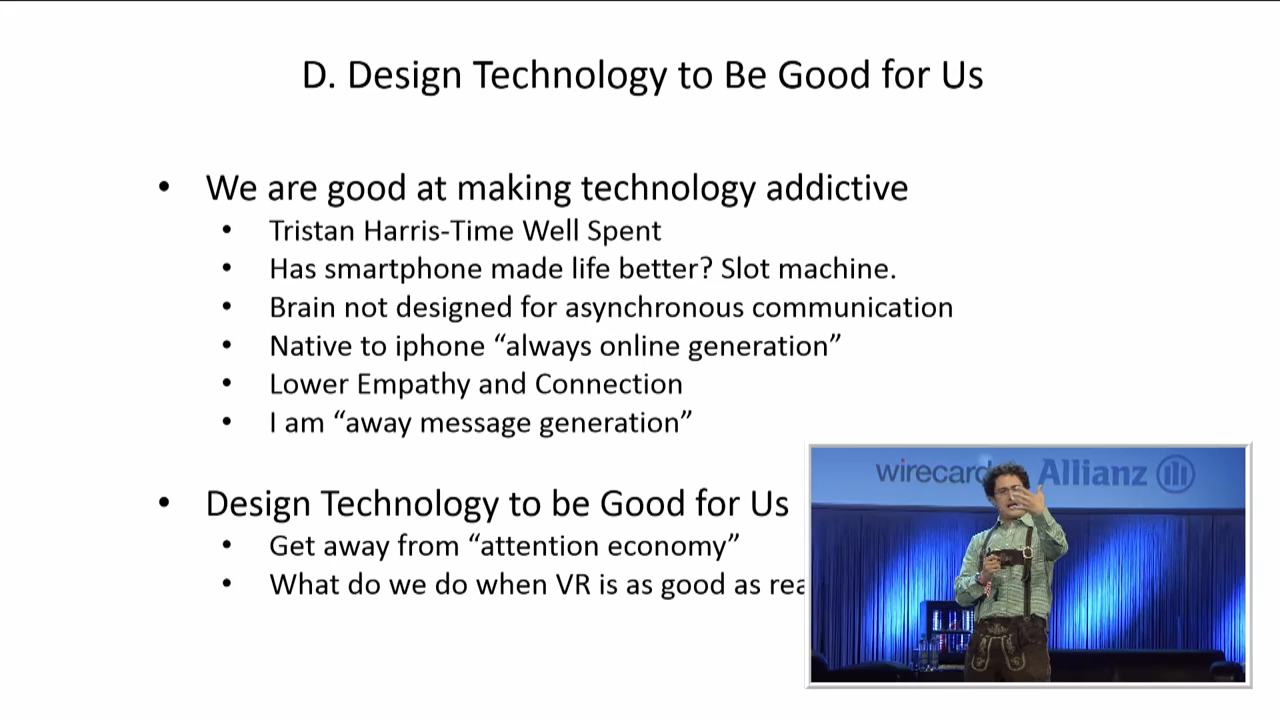 D. Design Technology to Be Good for Us
• We are good at making technology addictive
• Tristan Harris-Time Well Spent
• Has smartphone made life better? Slot machine.
• Brain not designed for asynchronous communication
• Native to iphone “always online generation”
• Lower Empathy and Connection
• I am “away message generation”
• Design Technology to be Good for Us
• Get away from “attention economy”
• What do we do when VR is as good as
wirecard Allianz